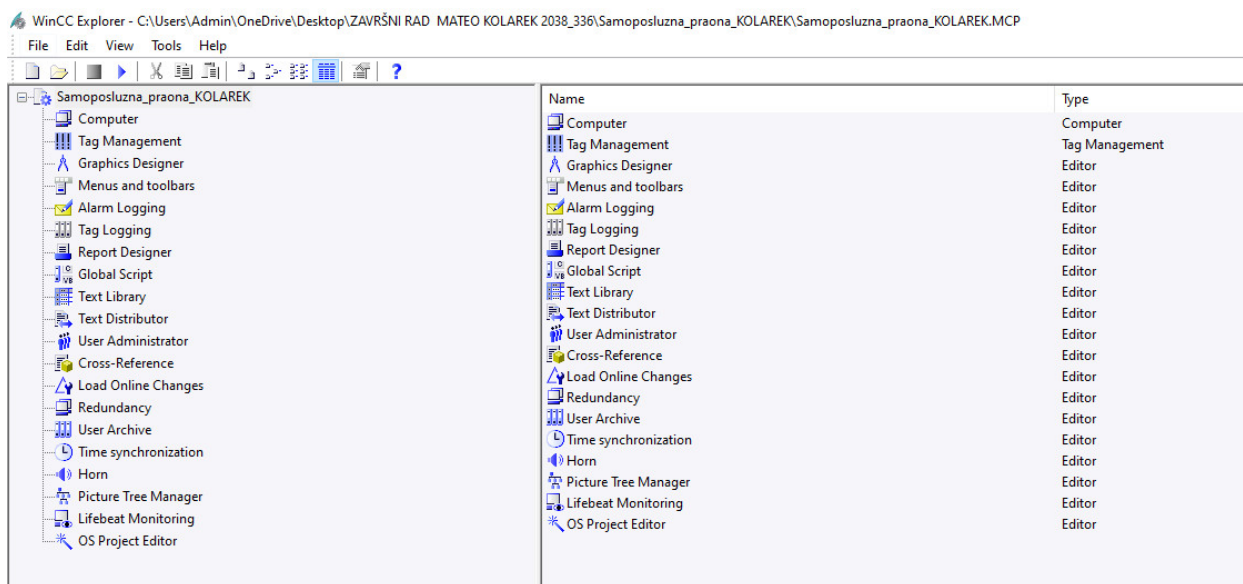 WinCC Explorer - C:\Users\Admin\OneDrive\Desktop\ZAVRŠNI RAD  MATEO KOLAREK 2038_336\Samoposluzna_praona_KOLAREK\Samoposluzna_praona_KOLAREK.MCP
File Edit View Tools Help
Samoposluzna_praona_KOLAREK
Computer
Tag Management
Graphics Designer
Menus and toolbars
Alarm Logging
Tag Logging
Report Designer
Global Script
Text Library
Text Distributor
User Administrator
Cross-Reference
Load Online Changes
Redundancy
User Archive
Time synchronization
Horn
Picture Tree Manager
Lifebeat Monitoring
OS Project Editor
Name Type
Computer Computer
Tag Management Tag Management
Graphics Designer Editor
Menus and toolbars Editor
Alarm Logging Editor
Tag Logging Editor
Report Designer Editor
Global Script Editor
Text Library Editor
Text Distributor Editor
User Administrator Editor
Cross-Reference Editor
Load Online Changes Editor
Redundancy Editor
User Archive Editor
Time synchronization Editor
Horn Editor
Picture Tree Manager Editor
Lifebeat Monitoring Editor
OS Project Editor Editor